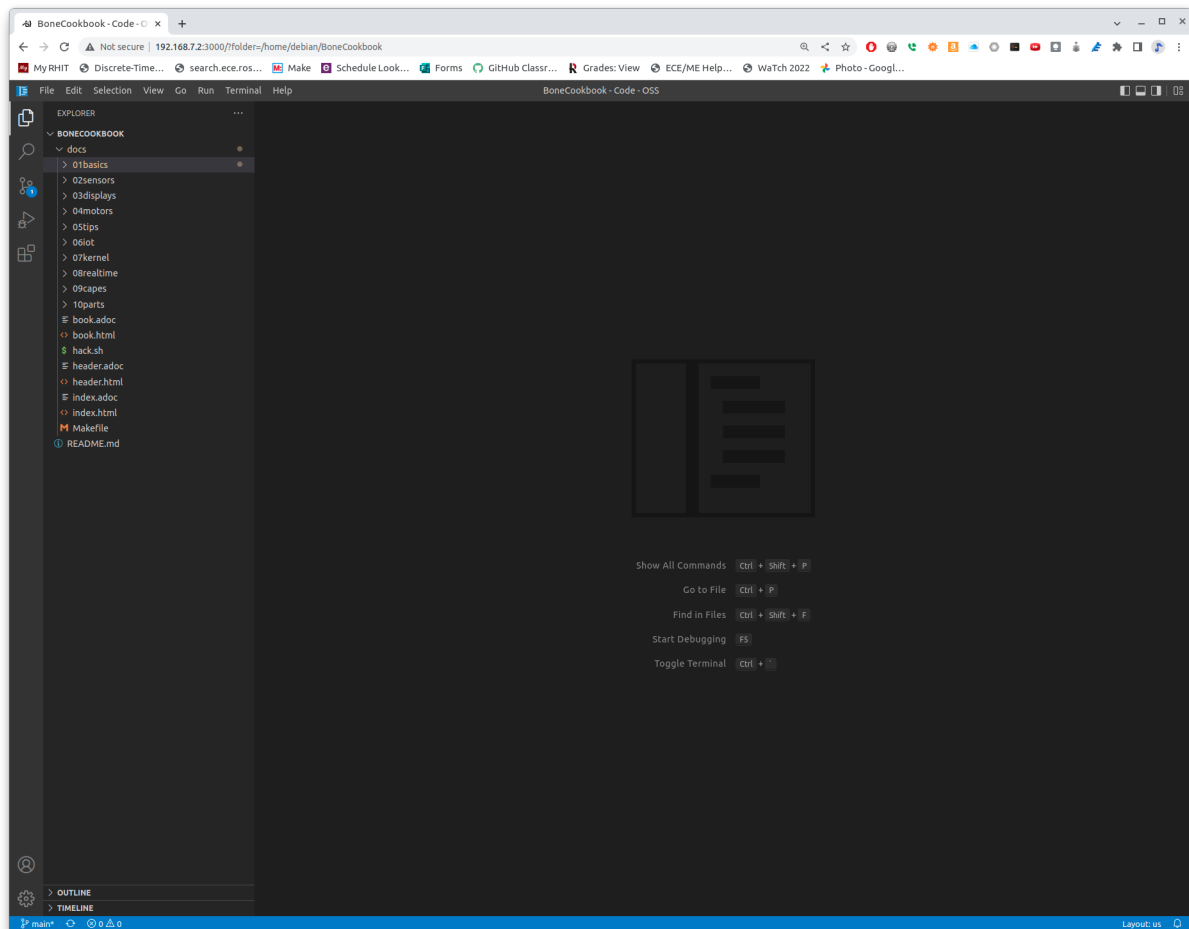 BoneCookbook - Code - O
Not secure 192.168.7.2:3000/?folder=/home/debian/BoneCookbook
My RHIT Discrete-Time... search.ece.ros... Make Schedule Look... Forms GitHub Classr... Grades: View ECE/ME Help... WaTch 2022 Photo - Googl...
File Edit Selection View Go Run Terminal Help BoneCookbook - Code - OSS
EXPLORER
BONECOOKBOOK
docs
01basics
02sensors
03displays
04motors
05tips
06iot
07kernel
08realtime
09capes
10parts
book.adoc
book.html
$ hack.sh
header.adoc
header.html
index.adoc
index.html
M Makefile
README.md
1
Show All Commands Ctrl + Shift + P
Go to File Ctrl + P
Find in Files Ctrl + Shift + F
Start Debugging F5
Toggle Terminal Ctrl + `
OUTLINE
TIMELINE
main* 0 0 Layout: us